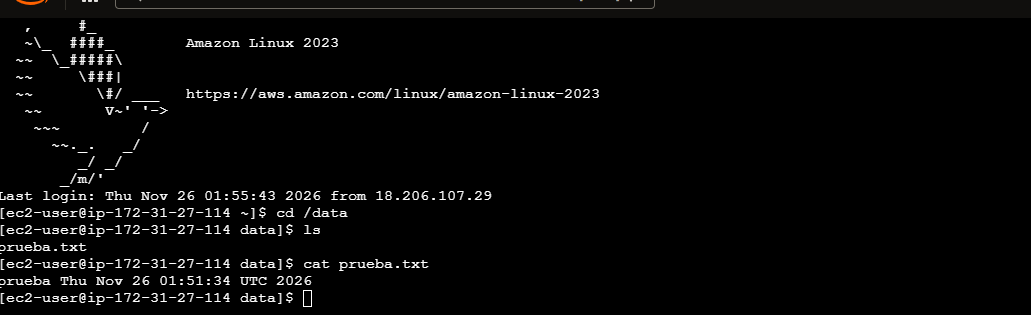 ,     #_
   ~\_  ####_        Amazon Linux 2023
  ~~  \_#####\
  ~~     \###|
  ~~       \#/ ___   https://aws.amazon.com/linux/amazon-linux-2023
   ~~       V~' '->
    ~~~         /
      ~~._.   _/
         _/ _/
       _/m/'
Last login: Thu Nov 26 01:55:43 2026 from 18.206.107.29
[ec2-user@ip-172-31-27-114 ~]$ cd /data
[ec2-user@ip-172-31-27-114 data]$ ls
prueba.txt
[ec2-user@ip-172-31-27-114 data]$ cat prueba.txt
prueba Thu Nov 26 01:51:34 UTC 2026
[ec2-user@ip-172-31-27-114 data]$